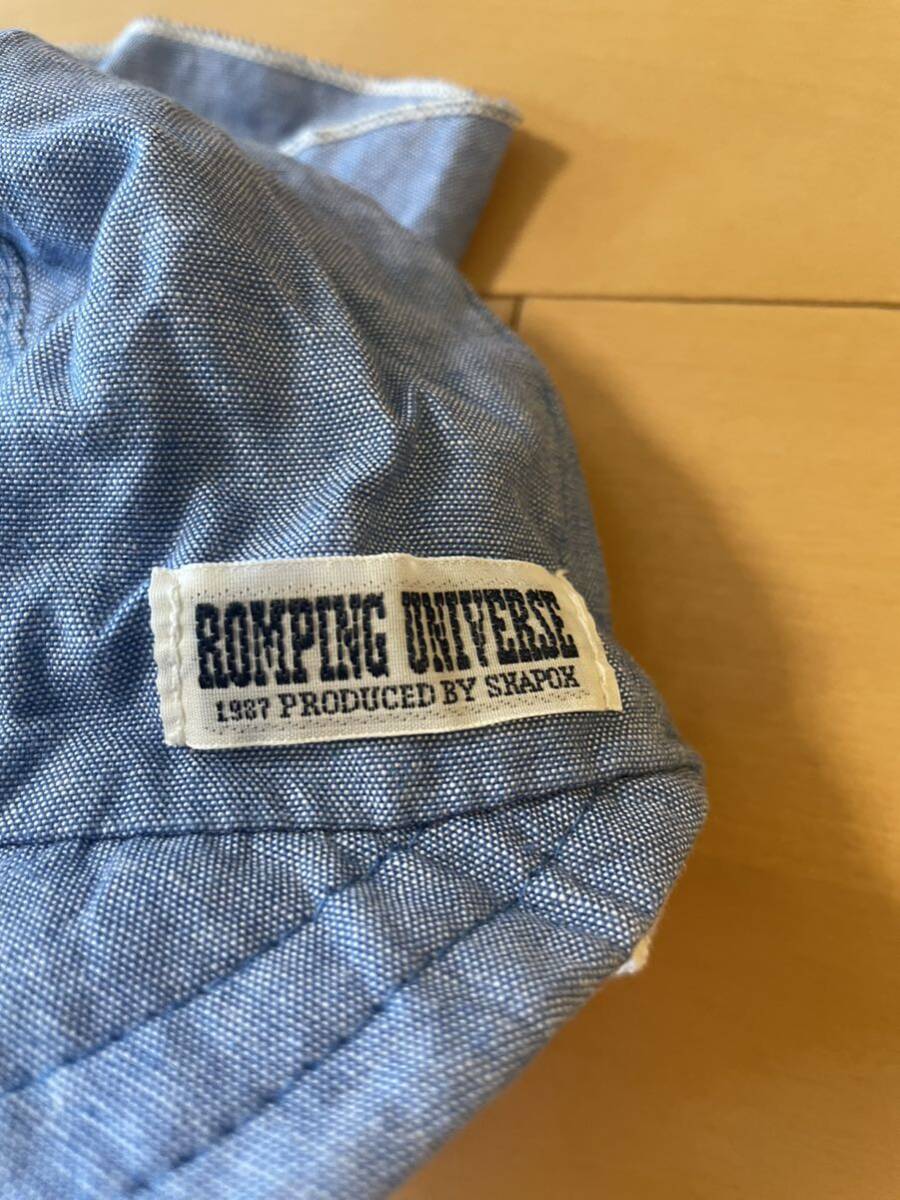 ROMPING UNIVERSE
1987 PRODUCED BY SHAPOX